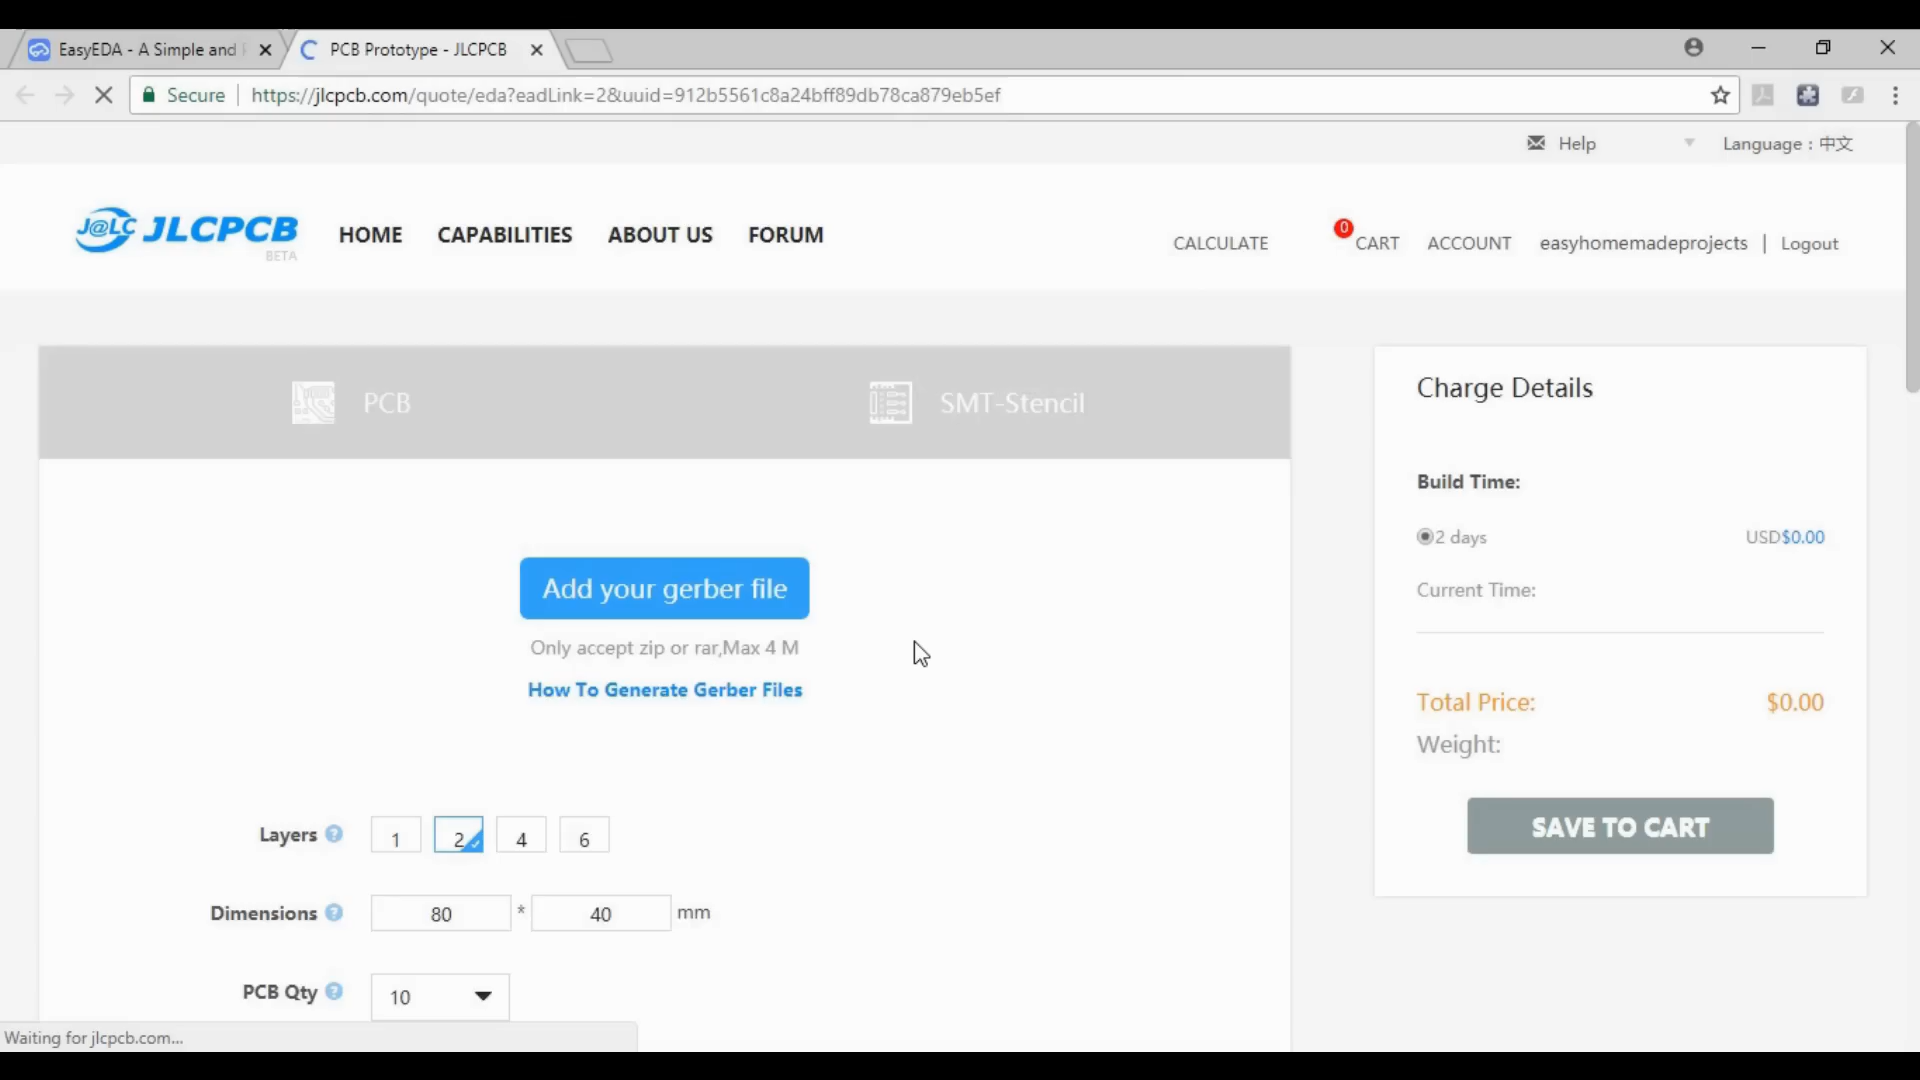 EasyEDA - A Simple and
PCB Prototype - JLCPCB
Secure
https://jlcpcb.com/quote/eda?eadLink=2&uuid=912b5561c8a24bff89db78ca879eb5ef
Help
Language : 中文
J@LC JLCPCB
BETA
HOME
CAPABILITIES
ABOUT US
FORUM
CALCULATE
0
CART
ACCOUNT
easyhomemadeprojects | Logout
PCB
SMT-Stencil
Add your gerber file
Only accept zip or rar,Max 4 M
How To Generate Gerber Files
Layers ? 1 2 4 6
Dimensions ? 80 * 40 mm
PCB Qty ? 10
Charge Details
Build Time:
2 days USD$0.00
Current Time:
Total Price: $0.00
Weight:
SAVE TO CART
Waiting for jlcpcb.com...